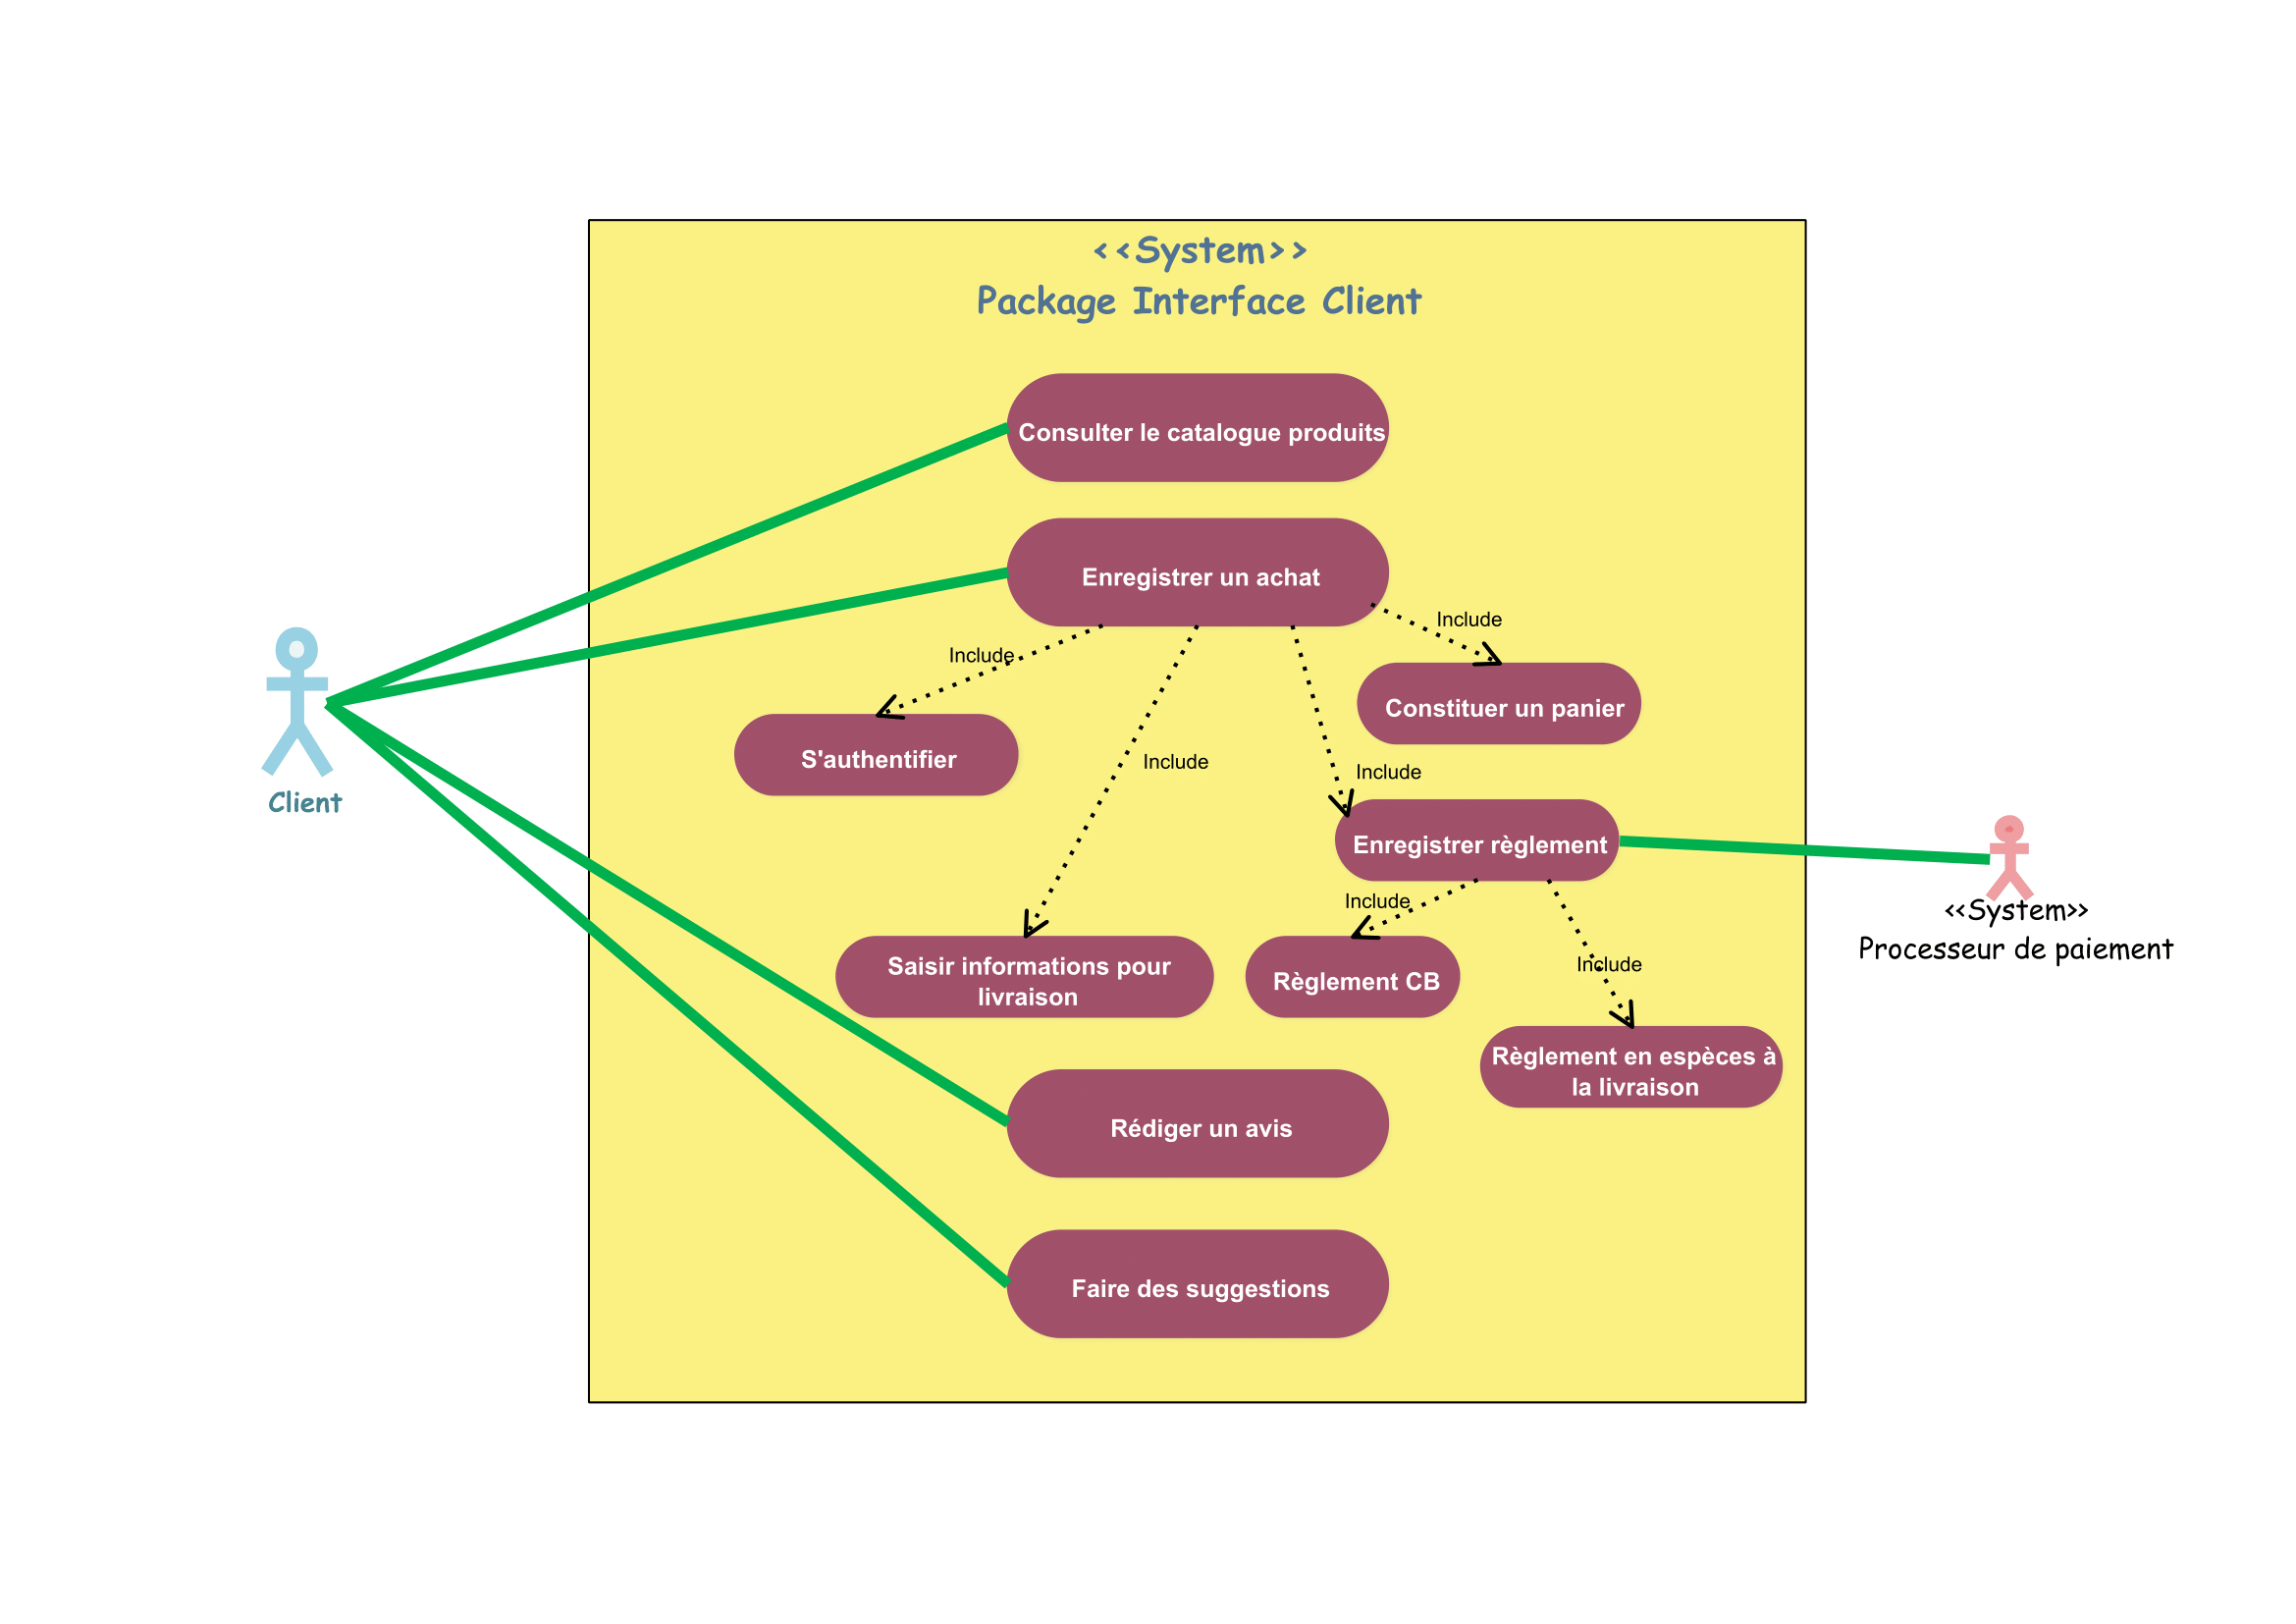 <<System>>
Package Interface Client
Consulter le catalogue produits
Enregistrer un achat
Include
Include
Constituer un panier
S'authentifier
Include
Include
Client
Enregistrer règlement
Include
<<System>>
Processeur de paiement
Include
Saisir informations pour
livraison
Règlement CB
Règlement en espèces à
la livraison
Rédiger un avis
Faire des suggestions